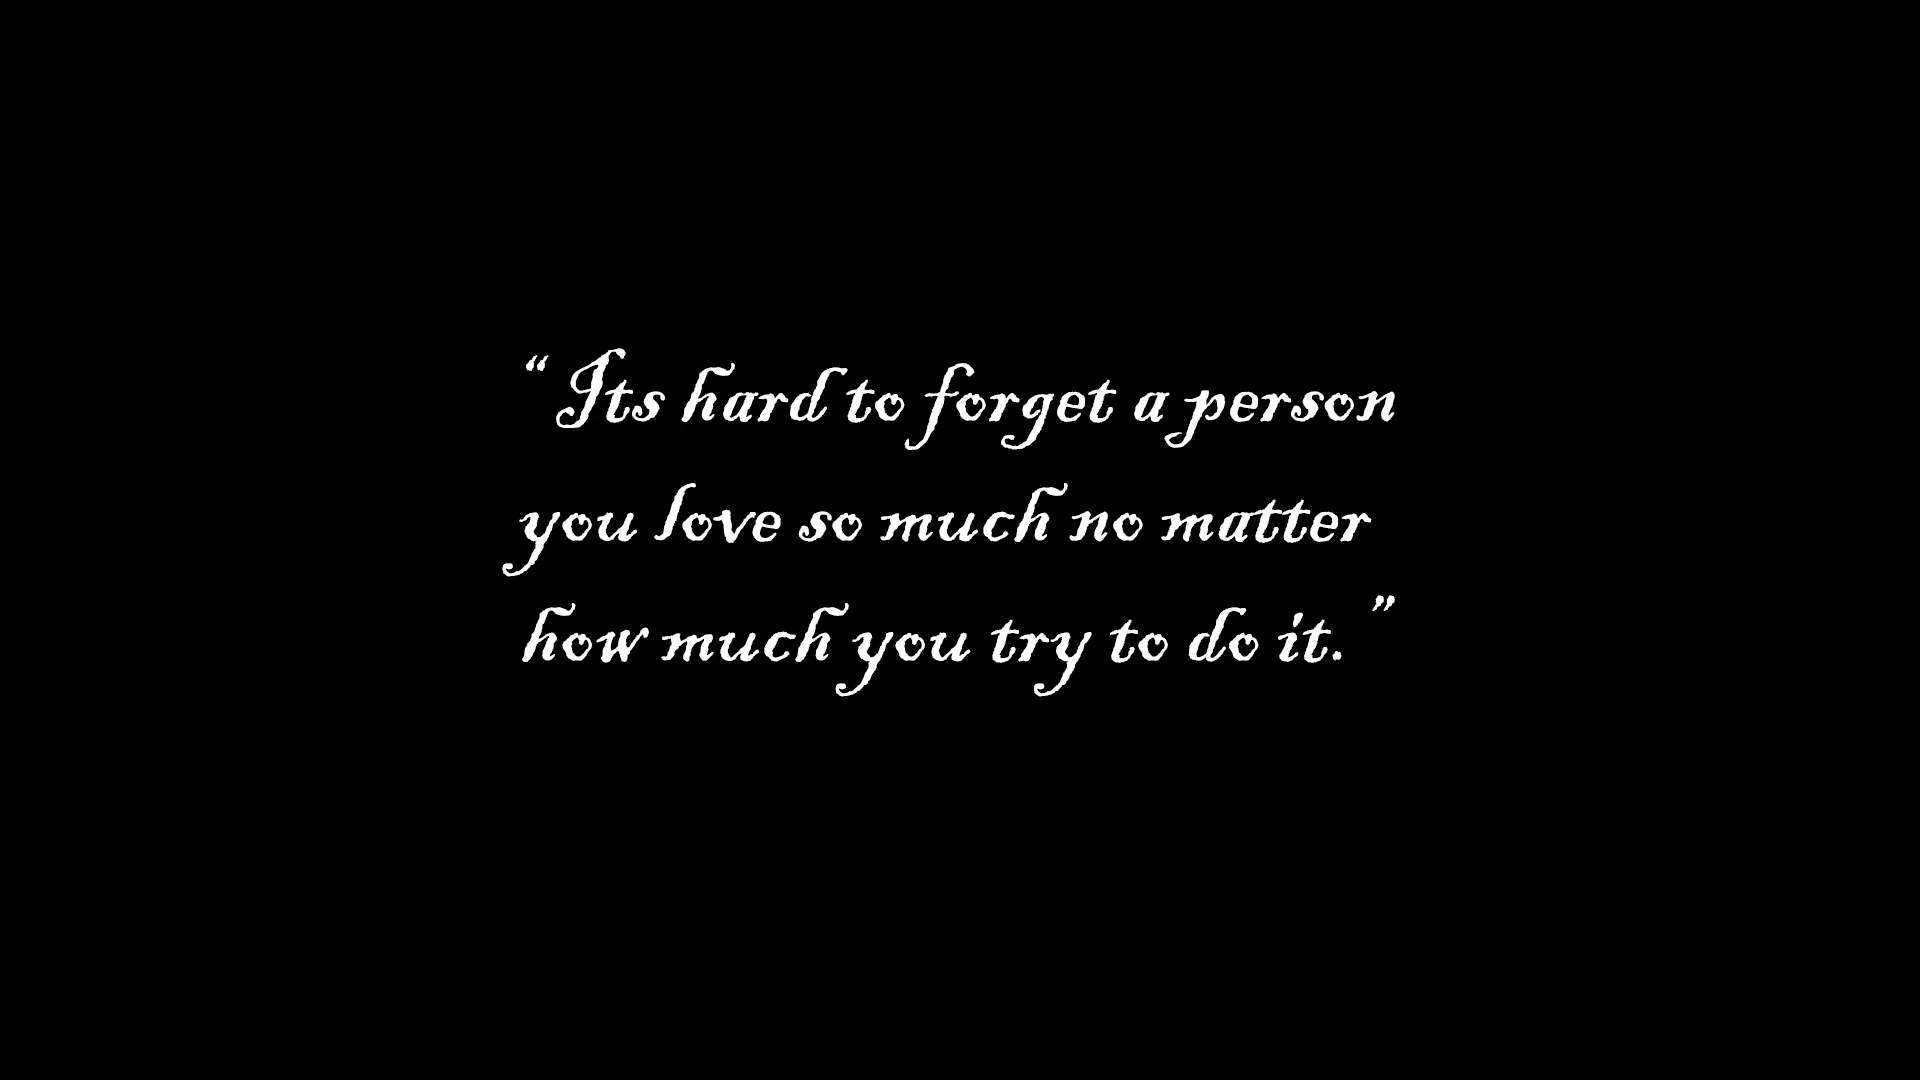 “Its hard to forget a person
you love so much no matter
how much you try to do it.”